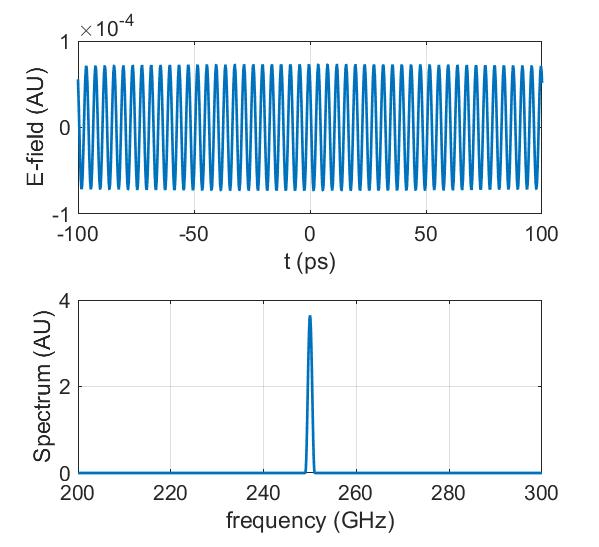 ×10-4
1
0
-1
E-field (AU)
-100 -50 0 50 100
t (ps)
4
2
0
Spectrum (AU)
200 220 240 260 280 300
frequency (GHz)